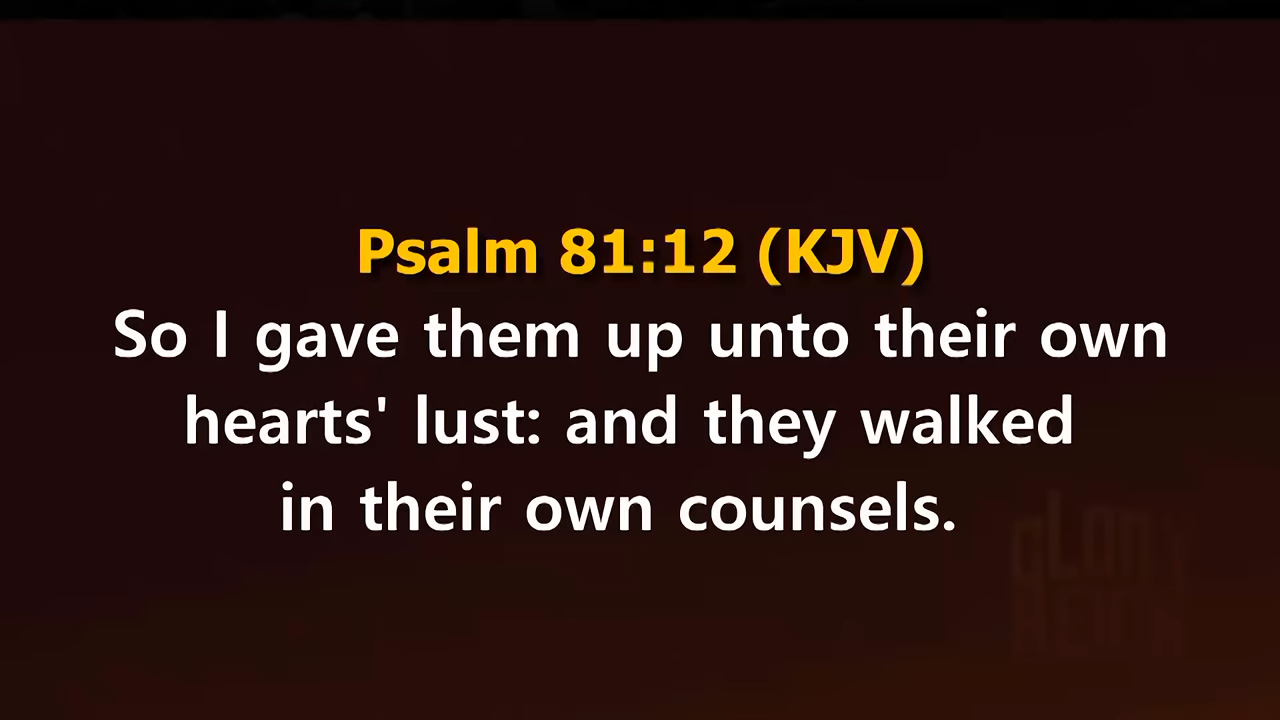 Psalm 81:12 (KJV)
So I gave them up unto their own
hearts' lust: and they walked
in their own counsels.